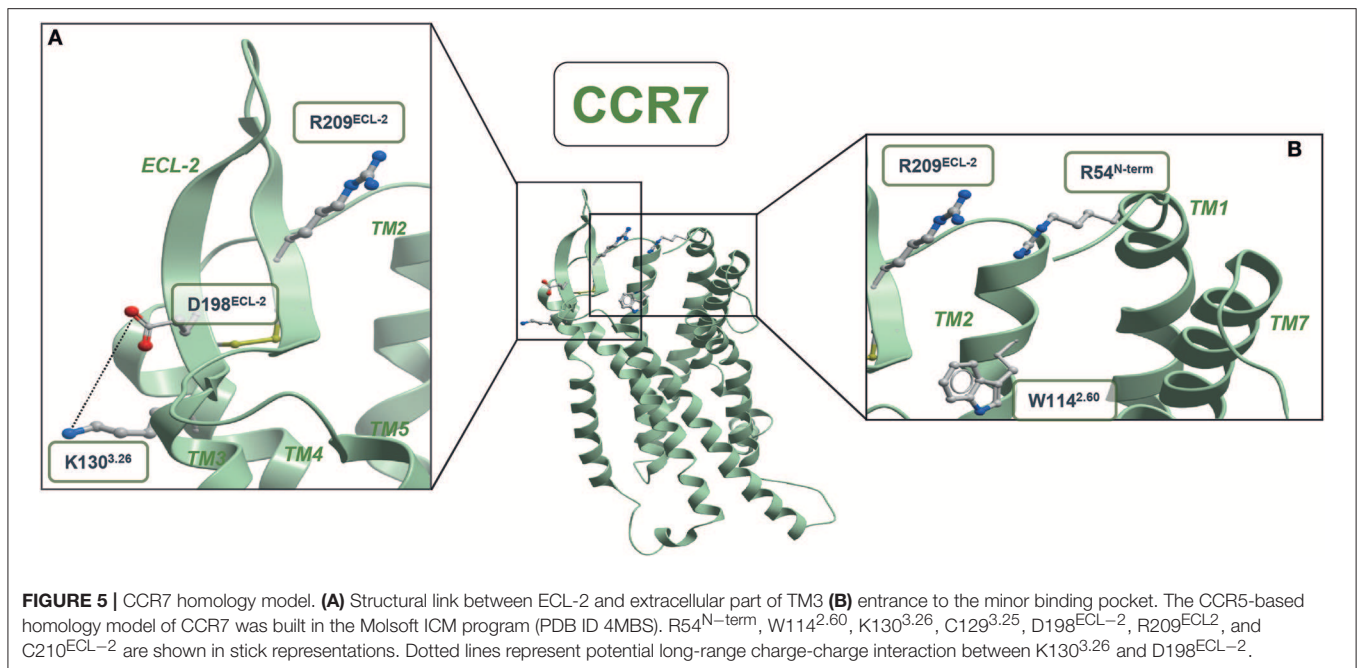 A
CCR7
R209ECL-2
ECL-2
TM2
D198ECL-2
K1303.26
TM3
TM4
TM5
B
R209ECL-2
R54N-term
TM1
TM2
TM7
W1142.60
FIGURE 5 | CCR7 homology model. (A) Structural link between ECL-2 and extracellular part of TM3 (B) entrance to the minor binding pocket. The CCR5-based
homology model of CCR7 was built in the Molsoft ICM program (PDB ID 4MBS). R54N−term, W1142.60, K1303.26, C1293.25, D198ECL−2, R209ECL2, and
C210ECL−2 are shown in stick representations. Dotted lines represent potential long-range charge-charge interaction between K1303.26 and D198ECL−2.